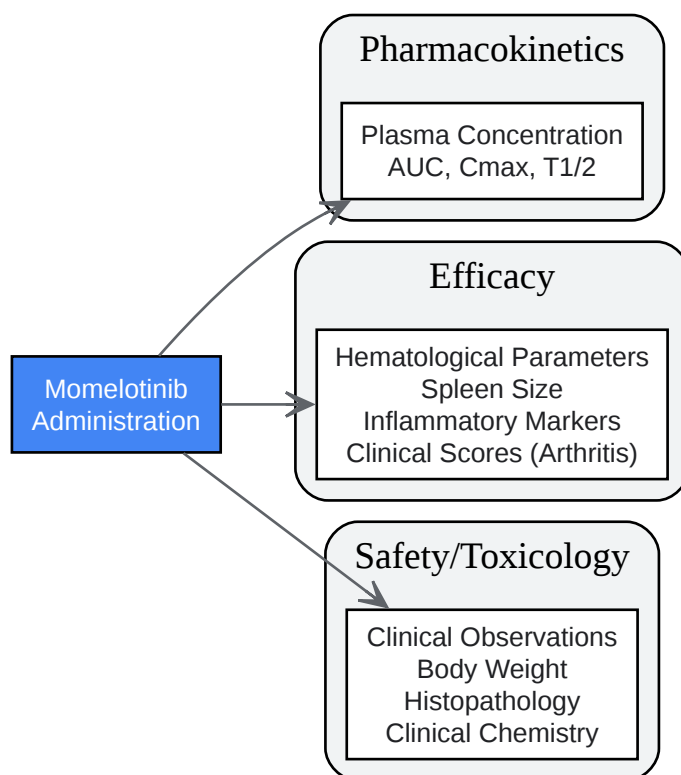 Pharmacokinetics
Plasma Concentration
AUC, Cmax, T1/2
Efficacy
Hematological Parameters
Spleen Size
Inflammatory Markers
Clinical Scores (Arthritis)
Momelotinib
Administration
Safety/Toxicology
Clinical Observations
Body Weight
Histopathology
Clinical Chemistry